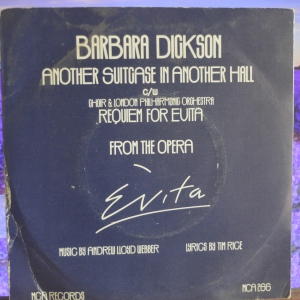 BARBARA DICKSON
ANOTHER SUITCASE IN ANOTHER HALL
C/W
CHOIR & LONDON PHILHARMONIC ORCHESTRA
REQUIEM FOR EVITA
FROM THE OPERA
Evita
MUSIC BY ANDREW LLOYD WEBBER LYRICS BY TIM RICE
MCA RECORDS MCA 266